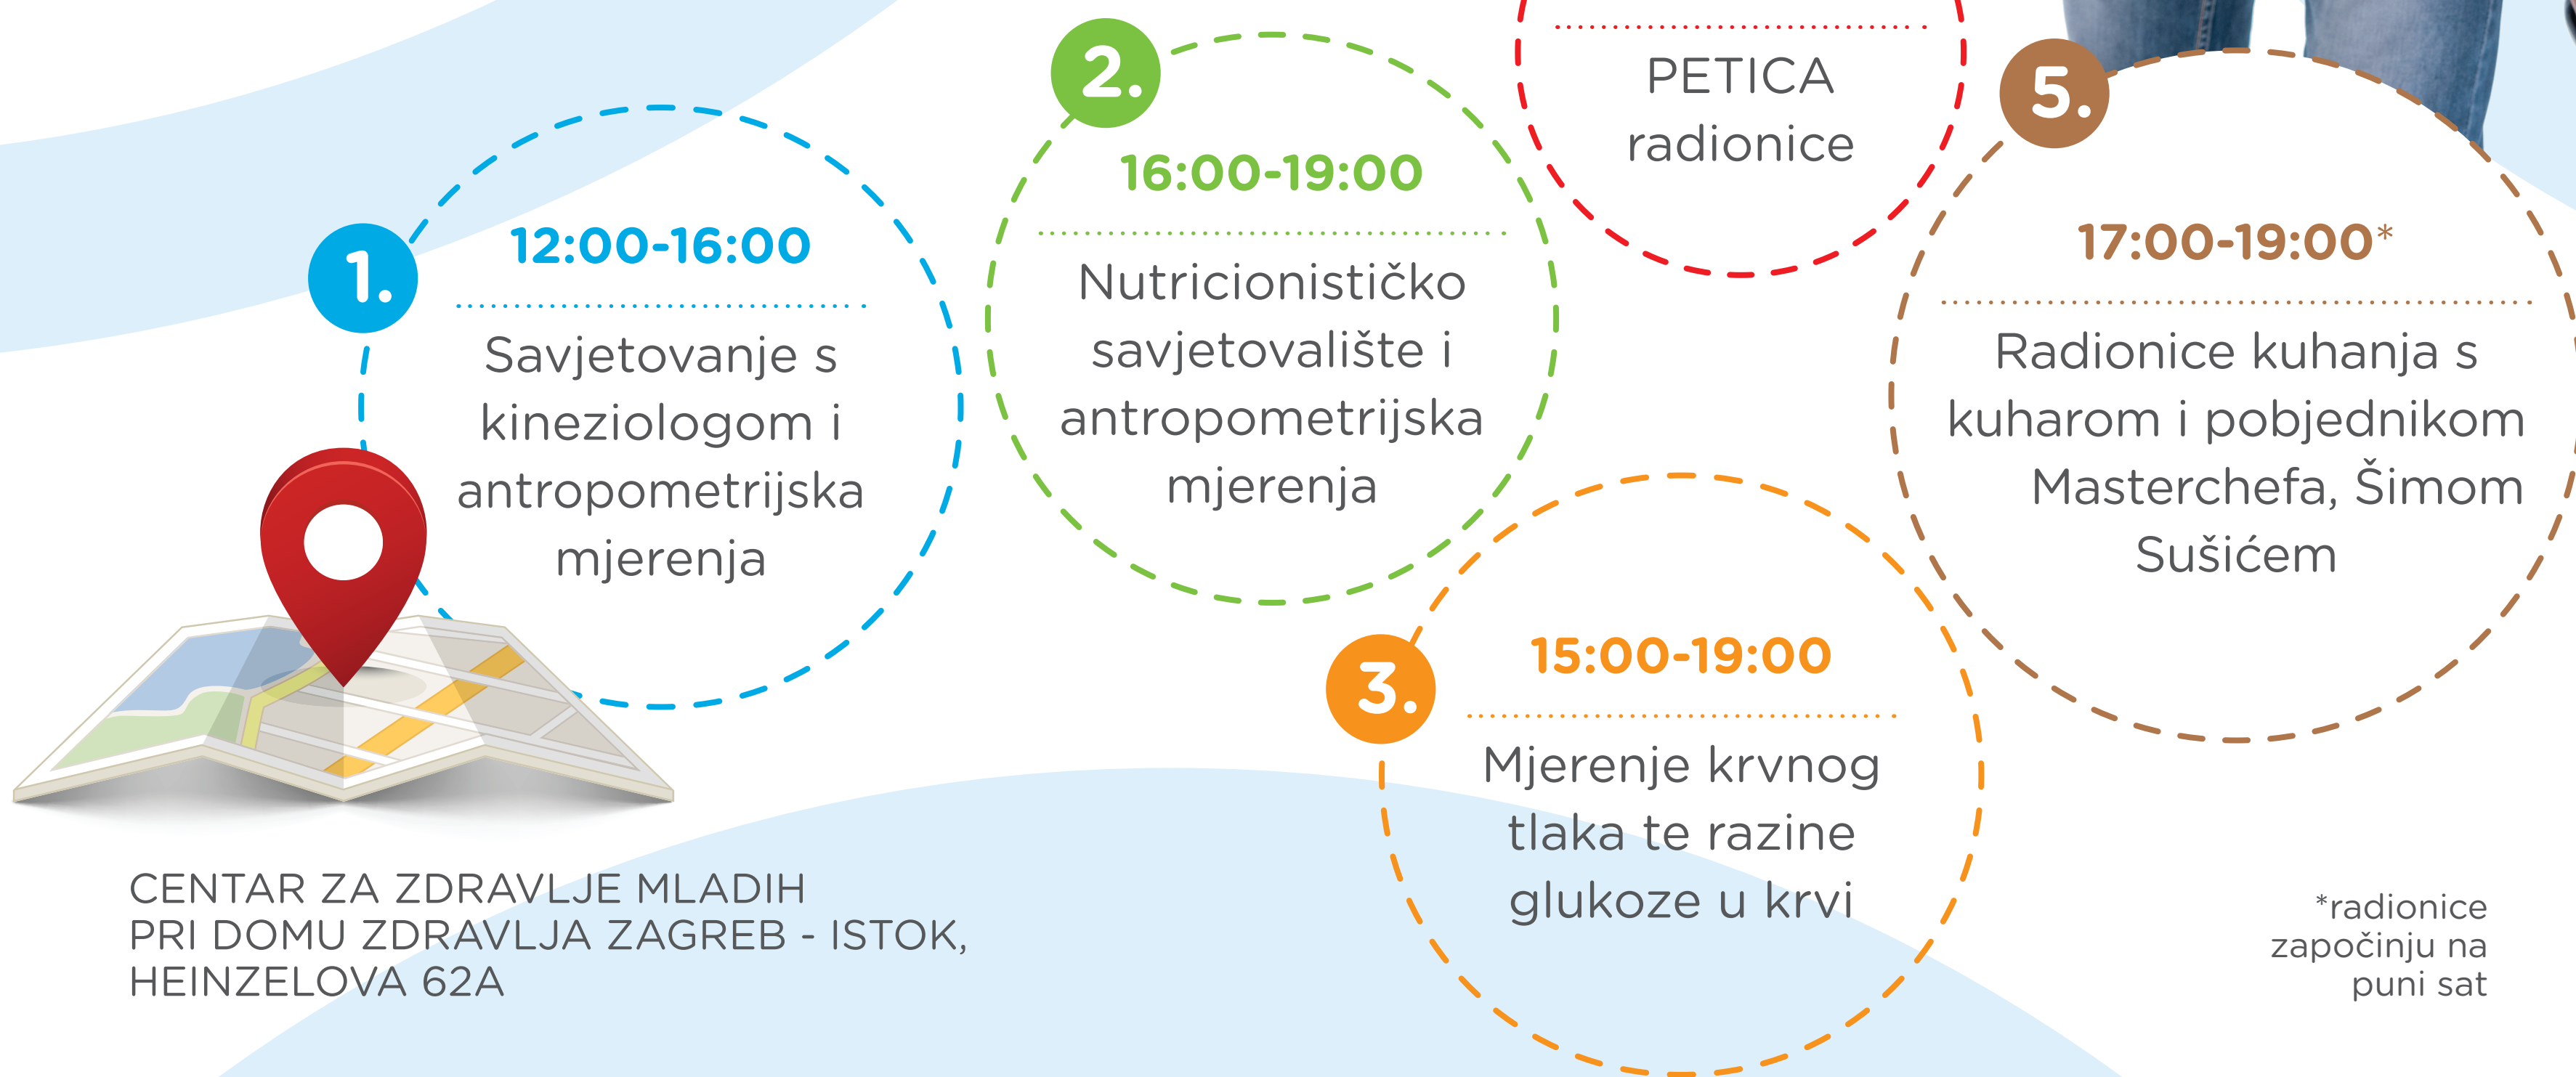 1.
12:00-16:00
Savjetovanje s
kineziologom i
antropometrijska
mjerenja
2.
16:00-19:00
Nutricionističko
savjetovalište i
antropometrijska
mjerenja
3.
15:00-19:00
Mjerenje krvnog
tlaka te razine
glukoze u krvi
PETICA
radionice
5.
17:00-19:00*
Radionice kuhanja s
kuharom i pobjednikom
Masterchefa, Šimom
Sušićem
CENTAR ZA ZDRAVLJE MLADIH
PRI DOMU ZDRAVLJA ZAGREB - ISTOK,
HEINZELOVA 62A
*radionice
započinju na
puni sat